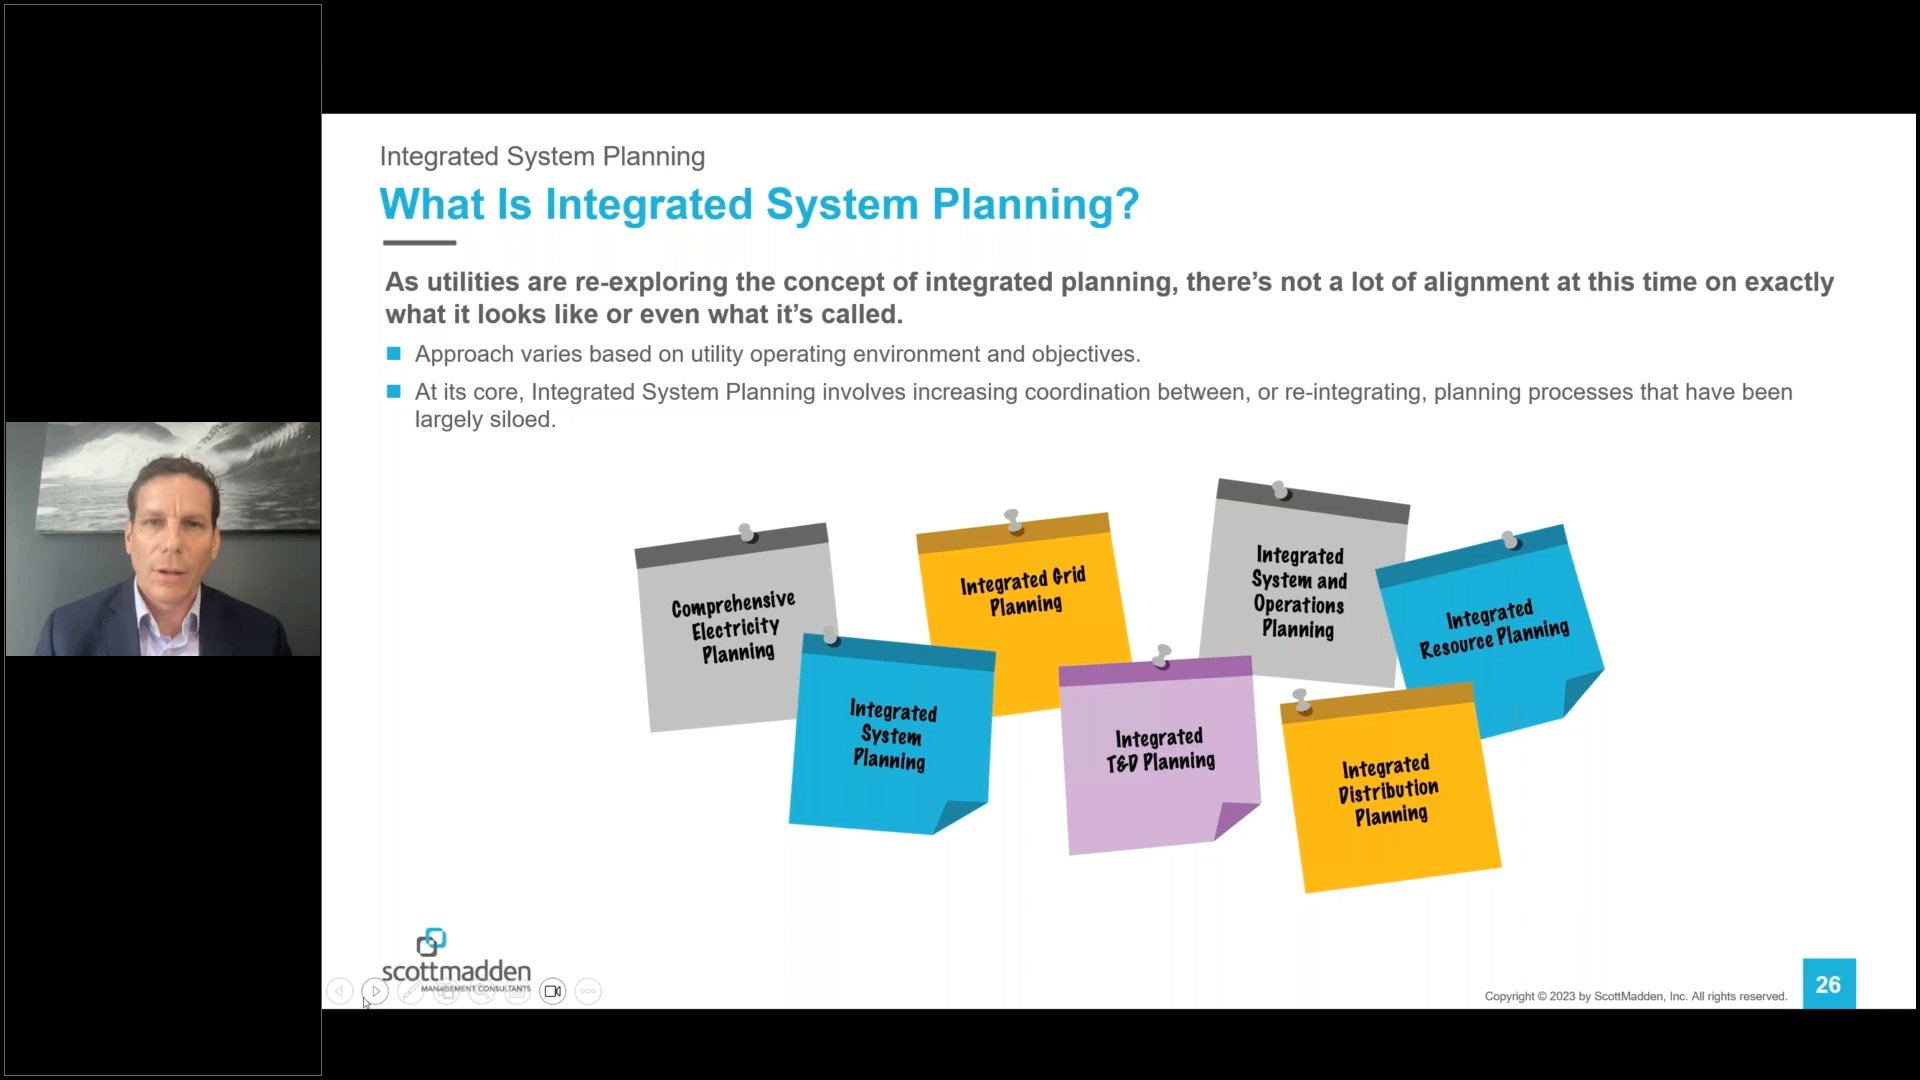 Integrated System Planning
What Is Integrated System Planning?
As utilities are re-exploring the concept of integrated planning, there's not a lot of alignment at this time on exactly
what it looks like or even what it's called.
Approach varies based on utility operating environment and objectives.
At its core, Integrated System Planning involves increasing coordination between, or re-integrating, planning processes that have been
largely siloed.
Comprehensive
Electricity
Planning
Integrated
System
Planning
Integrated Grid
Planning
Integrated
T&D Planning
Integrated
System and
Operations
Planning
Integrated
Resource Planning
Integrated
Distribution
Planning
scottmadden
MANAGEMENT CONSULTANTS
Copyright © 2023 by ScottMadden, Inc. All rights reserved.
26